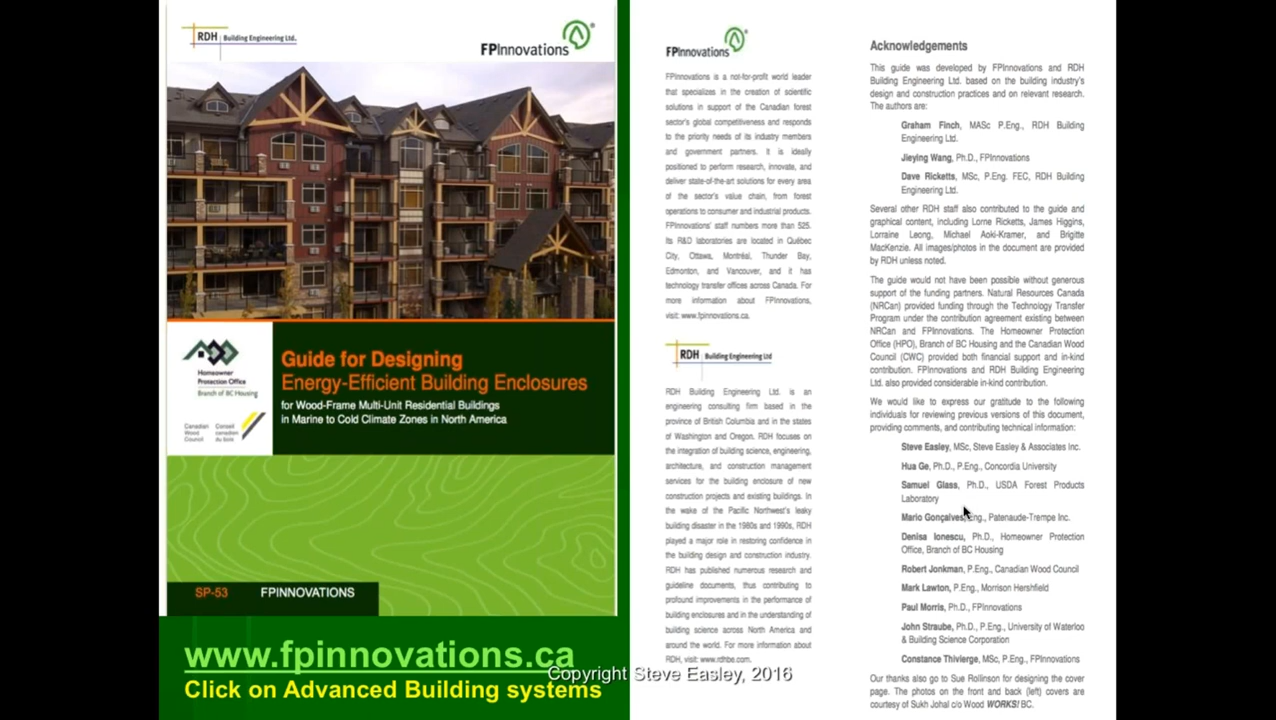 RDH Building Engineering Ltd.
FPInnovations®
Homeowner
Protection Office
Branch of BC Housing
Canadian
Wood
Council
Conseil
canadien
du bois
Guide for Designing
Energy-Efficient Building Enclosures
for Wood-Frame Multi-Unit Residential Buildings
in Marine to Cold Climate Zones in North America
SP-53 FPINNOVATIONS
www.fpinnovations.ca
Click on Advanced Building systems
FPInnovations
FPInnovations is a not-for-profit world leader
that specializes in the creation of scientific
solutions in support of the Canadian forest
sector's global competitiveness and responds
to the priority needs of its industry members
and government partners. It is ideally
positioned to perform research, innovate, and
deliver state-of-the-art solutions for every area
of the sector's value chain, from forest
operations to consumer and industrial products.
FPInnovations' staff numbers more than 525.
Its R&D laboratories are located in Québec
City, Ottawa, Montréal, Thunder Bay,
Edmonton, and Vancouver, and it has
technology transfer offices across Canada. For
more information about FPInnovations,
visit: www.fpinnovations.ca.
RDH Building Engineering Ltd
RDH Building Engineering Ltd. is an
engineering consulting firm based in the
province of British Columbia and in the states
of Washington and Oregon. RDH focuses on
the integration of building science, engineering,
architecture, and construction management
services for the building enclosure of new
construction projects and existing buildings. In
the wake of the Pacific Northwest's leaky
building disaster in the 1980s and 1990s, RDH
played a major role in restoring confidence in
the building design and construction industry.
RDH has published numerous research and
guideline documents, thus contributing to
profound improvements in the performance of
building enclosures and in the understanding of
building science across North America and
around the world. For more information about
RDH, visit: www.rdhbe.com.
Copyright Steve Easley, 2016
Acknowledgements
This guide was developed by FPInnovations and RDH
Building Engineering Ltd. based on the building industry's
design and construction practices and on relevant research.
The authors are:
Graham Finch, MASc P.Eng., RDH Building
Engineering Ltd.
Jieying Wang, Ph.D., FPInnovations
Dave Ricketts, MSc, P.Eng. FEC, RDH Building
Engineering Ltd.
Several other RDH staff also contributed to the guide and
graphical content, including Lorne Ricketts, James Higgins,
Lorraine Leong, Michael Aoki-Kramer, and Brigitte
MacKenzie. All images/photos in the document are provided
by RDH unless noted.
The guide would not have been possible without generous
support of the funding partners. Natural Resources Canada
(NRCan) provided funding through the Technology Transfer
Program under the contribution agreement existing between
NRCan and FPInnovations. The Homeowner Protection
Office (HPO), Branch of BC Housing and the Canadian Wood
Council (CWC) provided both financial support and in-kind
contribution. FPInnovations and RDH Building Engineering
Ltd. also provided considerable in-kind contribution.
We would like to express our gratitude to the following
individuals for reviewing previous versions of this document,
providing comments, and contributing technical information:
Steve Easley, MSc, Steve Easley & Associates Inc.
Hua Ge, Ph.D., P.Eng., Concordia University
Samuel Glass, Ph.D., USDA Forest Products
Laboratory
Mario Gonçalves, Eng., Patenaude-Trempe Inc.
Denisa Ionescu, Ph.D., Homeowner Protection
Office, Branch of BC Housing
Robert Jonkman, P.Eng., Canadian Wood Council
Mark Lawton, P.Eng., Morrison Hershfield
Paul Morris, Ph.D., FPInnovations
John Straube, Ph.D., P.Eng., University of Waterloo
& Building Science Corporation
Constance Thivierge, MSc, P.Eng., FPInnovations
Our thanks also go to Sue Rollinson for designing the cover
page. The photos on the front and back (left) covers are
courtesy of Sukh Johal c/o Wood WORKS! BC.